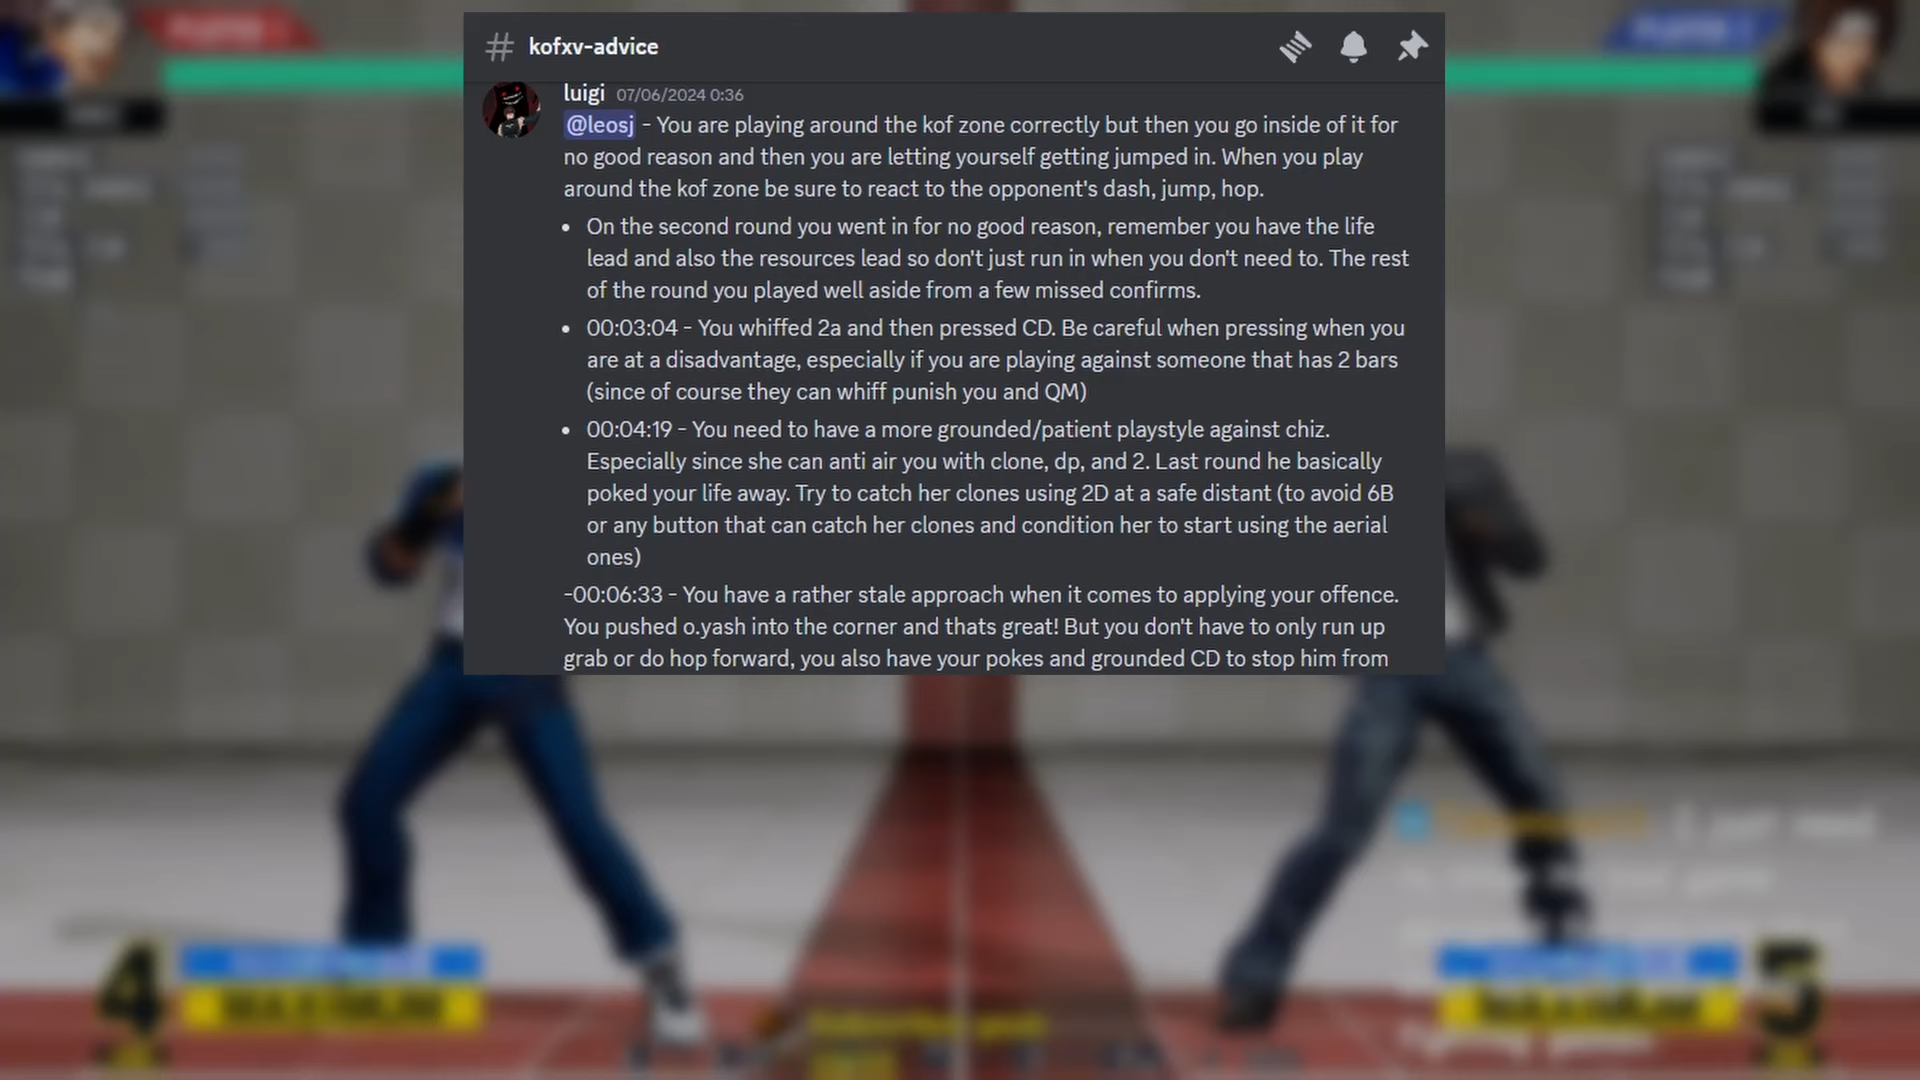 # kofxv-advice
luigi 07/06/2024 0:36
@leosj - You are playing around the kof zone correctly but then you go inside of it for
no good reason and then you are letting yourself getting jumped in. When you play
around the kof zone be sure to react to the opponent's dash, jump, hop.
• On the second round you went in for no good reason, remember you have the life
lead and also the resources lead so don't just run in when you don't need to. The rest
of the round you played well aside from a few missed confirms.
• 00:03:04 - You whiffed 2a and then pressed CD. Be careful when pressing when you
are at a disadvantage, especially if you are playing against someone that has 2 bars
(since of course they can whiff punish you and QM)
• 00:04:19 - You need to have a more grounded/patient playstyle against chiz.
Especially since she can anti air you with clone, dp, and 2. Last round he basically
poked your life away. Try to catch her clones using 2D at a safe distant (to avoid 6B
or any button that can catch her clones and condition her to start using the aerial
ones)
-00:06:33 - You have a rather stale approach when it comes to applying your offence.
You pushed o.yash into the corner and thats great! But you don't have to only run up
grab or do hop forward, you also have your pokes and grounded CD to stop him from
4
5